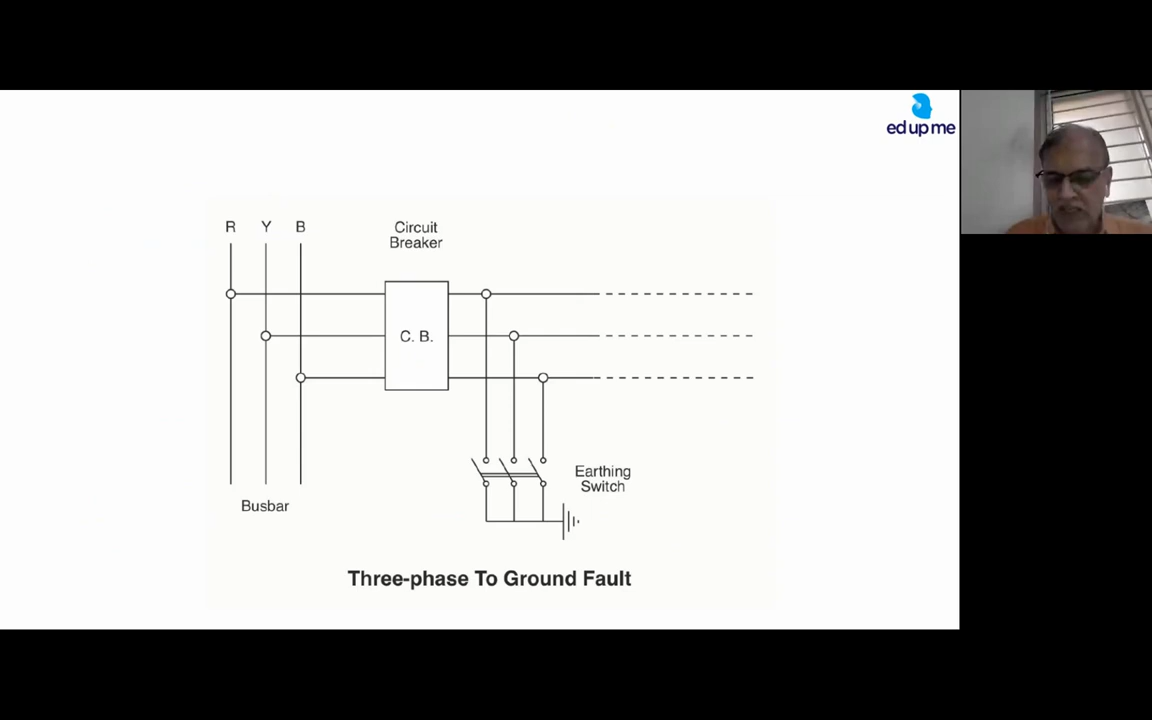 ed up me
R Y B
Circuit
Breaker
C. B.
Earthing
Switch
Busbar
Three-phase To Ground Fault